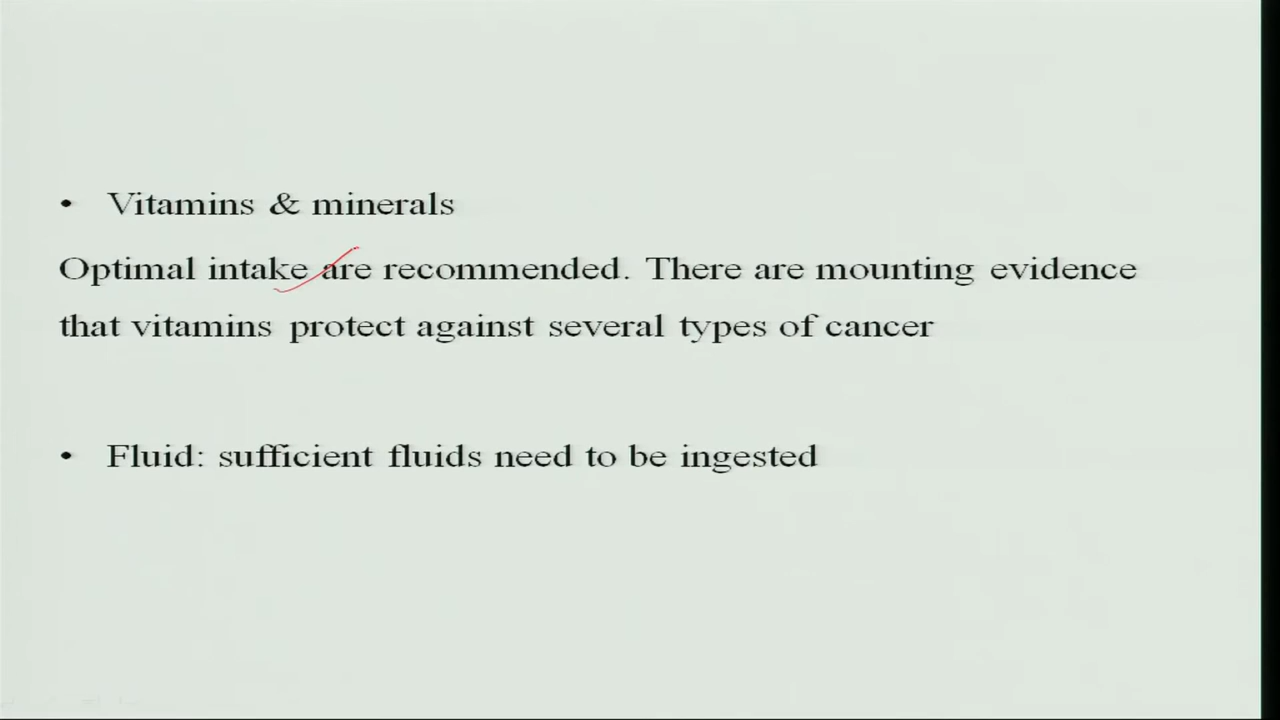 • Vitamins & minerals
Optimal intake are recommended. There are mounting evidence
that vitamins protect against several types of cancer
• Fluid: sufficient fluids need to be ingested